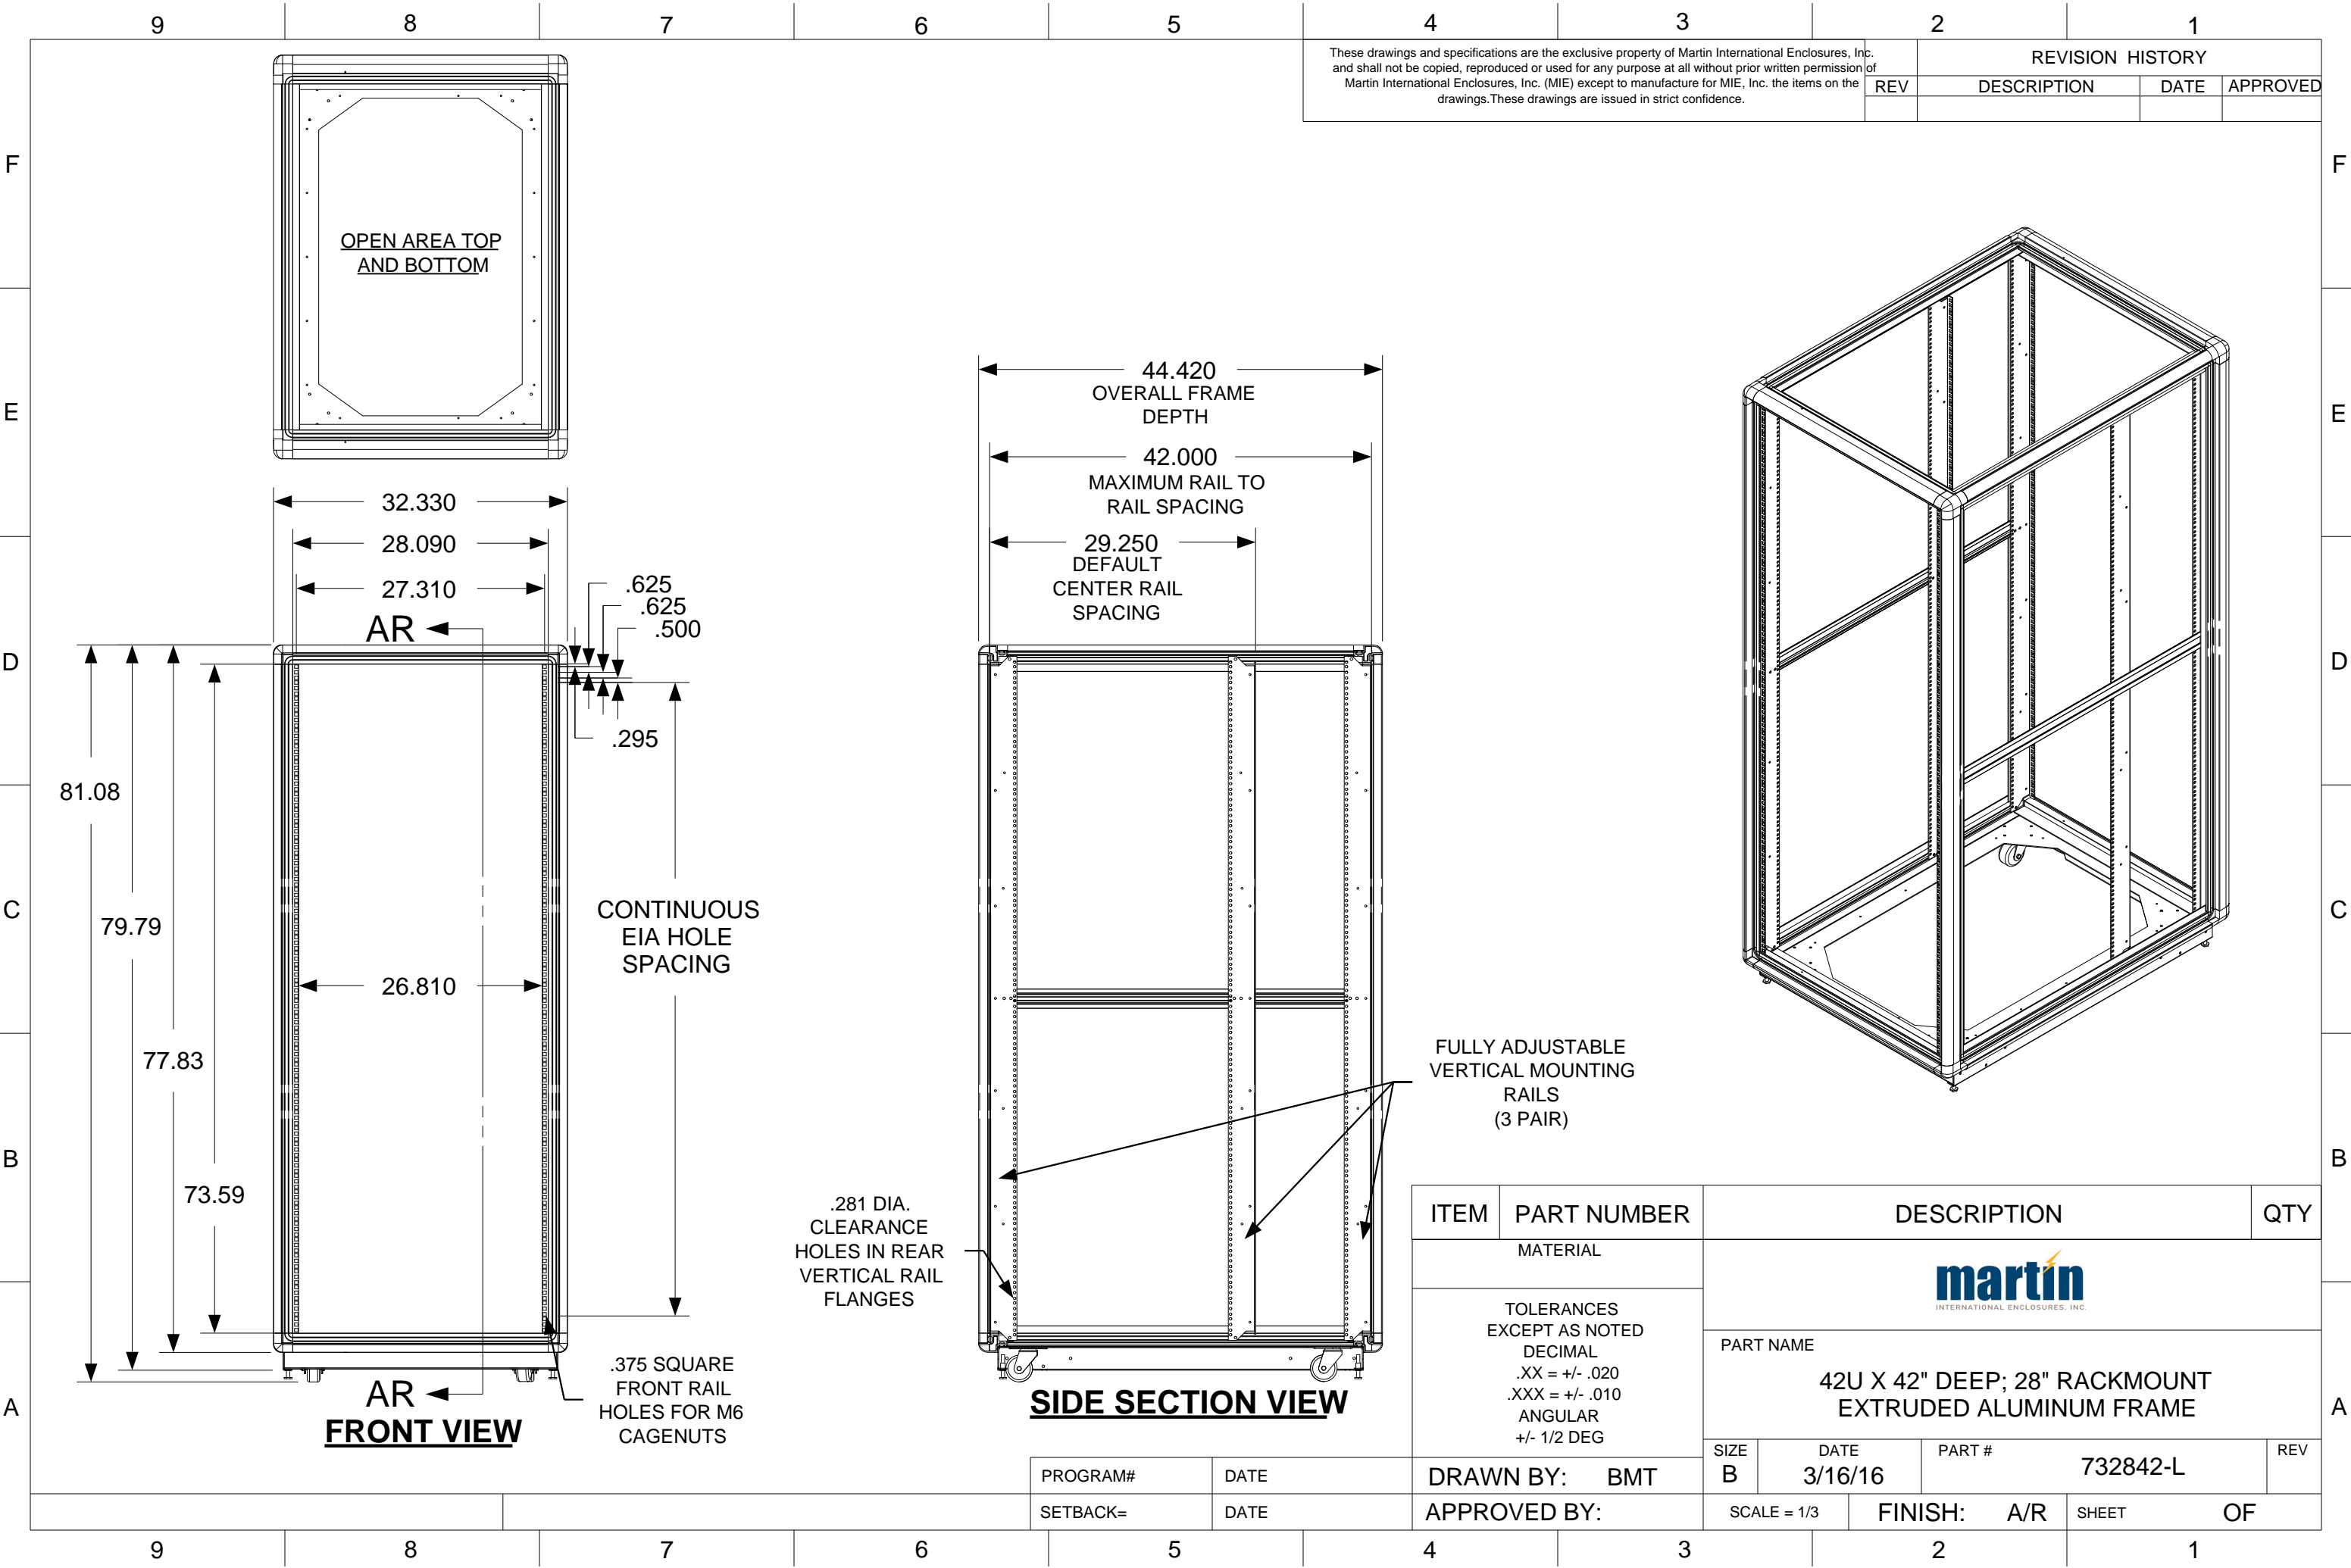 9 8 7 6 5 4 3 2 1
These drawings and specifications are the exclusive property of Martin International Enclosures, Inc.
and shall not be copied, reproduced or used for any purpose at all without prior written permission of
Martin International Enclosures, Inc. (MIE) except to manufacture for MIE, Inc. the items on the
drawings.These drawings are issued in strict confidence.
REVISION HISTORY
REV DESCRIPTION DATE APPROVED
F F
OPEN AREA TOP
AND BOTTOM
E E
44.420
OVERALL FRAME
DEPTH
42.000
MAXIMUM RAIL TO
RAIL SPACING
29.250
DEFAULT
CENTER RAIL
SPACING
32.330
28.090
27.310
.625
.625
.500
.295
AR
D D
81.08
79.79
77.83
73.59
26.810
CONTINUOUS
EIA HOLE
SPACING
C C
FULLY ADJUSTABLE
VERTICAL MOUNTING
RAILS
(3 PAIR)
B B
.281 DIA.
CLEARANCE
HOLES IN REAR
VERTICAL RAIL
FLANGES
.375 SQUARE
FRONT RAIL
HOLES FOR M6
CAGENUTS
AR
FRONT VIEW
SIDE SECTION VIEW
A A
ITEM PART NUMBER DESCRIPTION QTY
MATERIAL
martin
INTERNATIONAL ENCLOSURES, INC.
TOLERANCES
EXCEPT AS NOTED
DECIMAL
.XX = +/- .020
.XXX = +/- .010
ANGULAR
+/- 1/2 DEG
PART NAME
42U X 42" DEEP; 28" RACKMOUNT
EXTRUDED ALUMINUM FRAME
SIZE DATE PART # REV
B 3/16/16 732842-L
PROGRAM# DATE
DRAWN BY: BMT
SETBACK= DATE
APPROVED BY:
SCALE = 1/3 FINISH: A/R SHEET OF
9 8 7 6 5 4 3 2 1